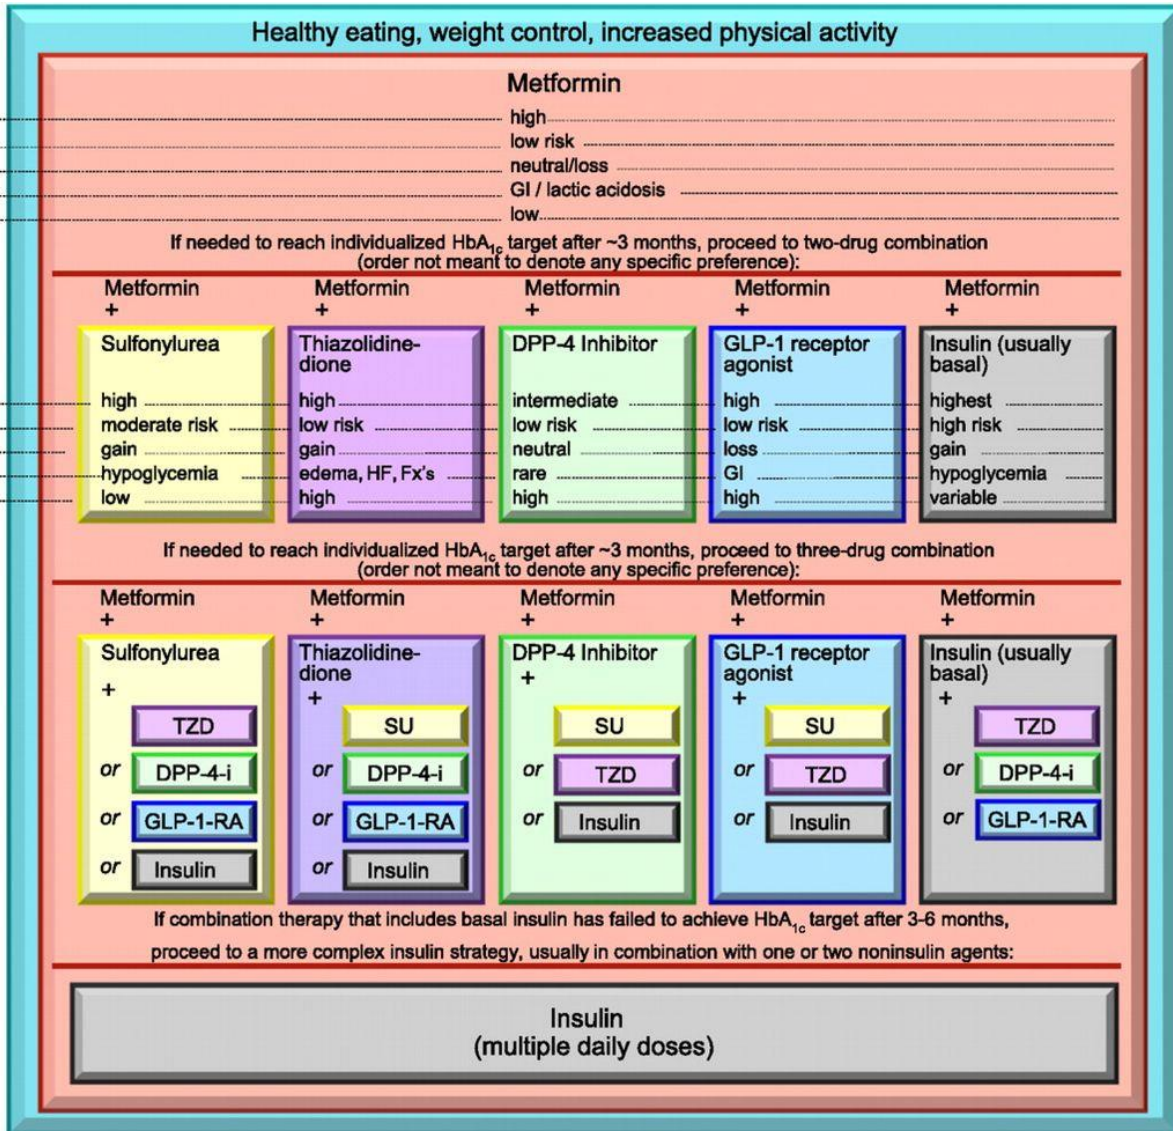 Healthy eating, weight control, increased physical activity
Metformin
high
low risk
neutral/loss
GI / lactic acidosis
low
If needed to reach individualized HbA1c target after ~3 months, proceed to two-drug combination
(order not meant to denote any specific preference):
Metformin Metformin Metformin Metformin Metformin
+ + + + +
Sulfonylurea
high
moderate risk
gain
hypoglycemia
low
Thiazolidine-
dione
high
low risk
gain
edema, HF, Fx's
high
DPP-4 Inhibitor
intermediate
low risk
neutral
rare
high
GLP-1 receptor
agonist
high
low risk
loss
GI
high
Insulin (usually
basal)
highest
high risk
gain
hypoglycemia
variable
If needed to reach individualized HbA1c target after ~3 months, proceed to three-drug combination
(order not meant to denote any specific preference):
Metformin Metformin Metformin Metformin Metformin
+ + + + +
Sulfonylurea
+
TZD
or DPP-4-i
or GLP-1-RA
or Insulin
Thiazolidine-
dione
+
SU
or DPP-4-i
or GLP-1-RA
or Insulin
DPP-4 Inhibitor
+
SU
or TZD
or Insulin
GLP-1 receptor
agonist
+
SU
or TZD
or Insulin
Insulin (usually
basal)
+
TZD
or DPP-4-i
or GLP-1-RA
If combination therapy that includes basal insulin has failed to achieve HbA1c target after 3-6 months,
proceed to a more complex insulin strategy, usually in combination with one or two noninsulin agents:
Insulin
(multiple daily doses)